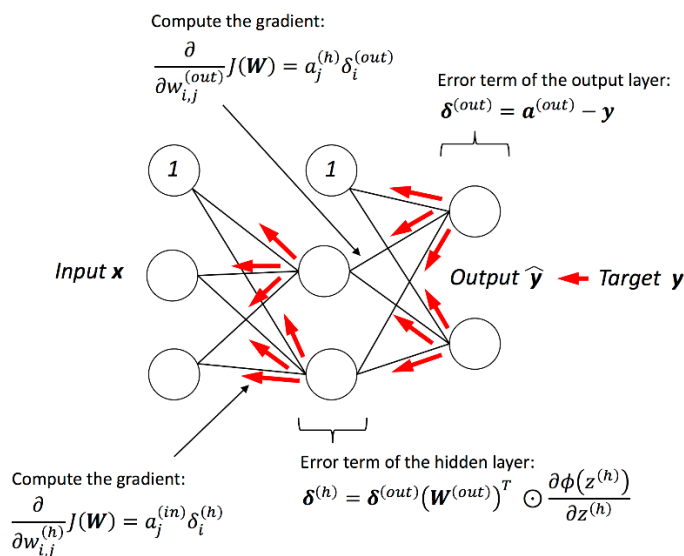 Compute the gradient:
∂/∂w_{i,j}^{(out)} J(W) = a_j^{(h)} δ_i^{(out)}
Error term of the output layer:
δ^{(out)} = a^{(out)} − y
1
1
Input x
Output ŷ
Target y
Compute the gradient:
∂/∂w_{i,j}^{(h)} J(W) = a_j^{(in)} δ_i^{(h)}
Error term of the hidden layer:
δ^{(h)} = δ^{(out)} (W^{(out)})^T ⊙ ∂ϕ(z^{(h)})/∂z^{(h)}